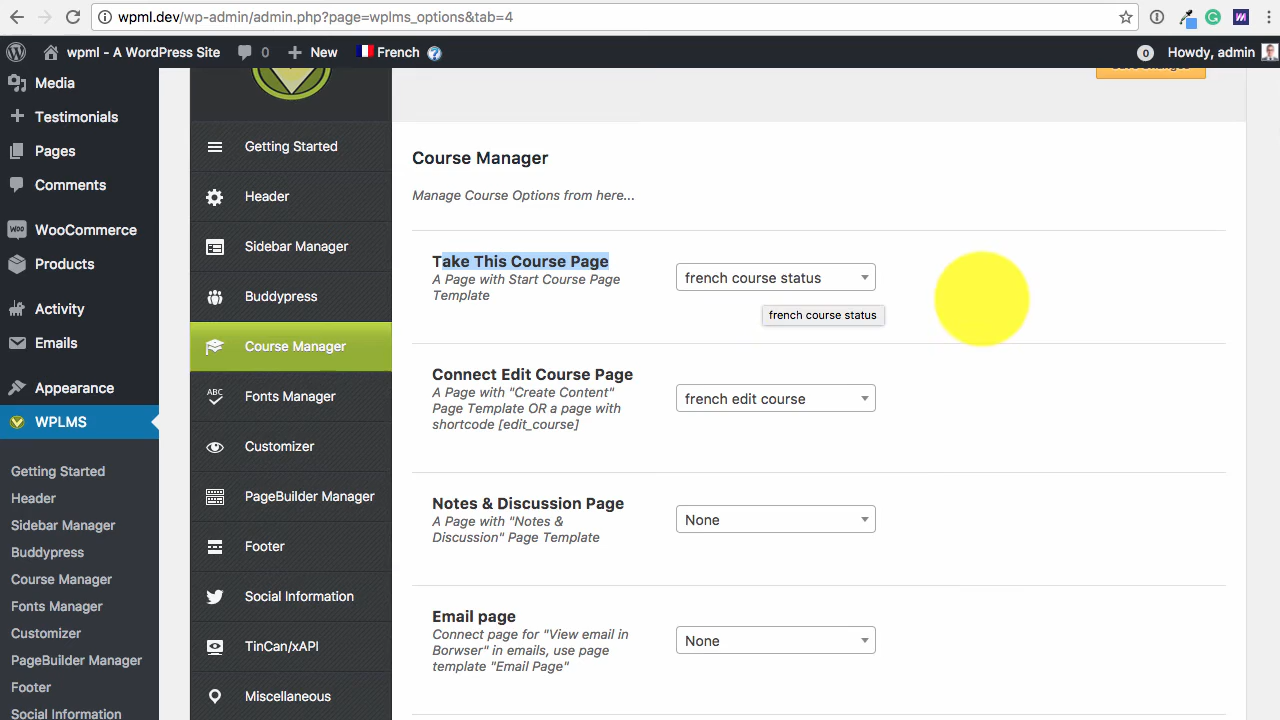 wpml.dev/wp-admin/admin.php?page=wplms_options&tab=4
wpml - A WordPress Site 0 New French Howdy, admin
0
Media
Testimonials
Pages
Comments
WooCommerce
Products
Activity
Emails
Appearance
WPLMS
Getting Started
Header
Sidebar Manager
Buddypress
Course Manager
Fonts Manager
Customizer
PageBuilder Manager
Footer
Social Information
Getting Started
Header
Sidebar Manager
Buddypress
Course Manager
ABC
Fonts Manager
Customizer
PageBuilder Manager
Footer
Social Information
TinCan/xAPI
Miscellaneous
Course Manager
Manage Course Options from here...
Take This Course Page
A Page with Start Course Page
Template
french course status
french course status
Connect Edit Course Page
A Page with "Create Content"
Page Template OR a page with
shortcode [edit_course]
french edit course
Notes & Discussion Page
A Page with "Notes &
Discussion" Page Template
None
Email page
Connect page for "View email in
Borwser" in emails, use page
template "Email Page"
None